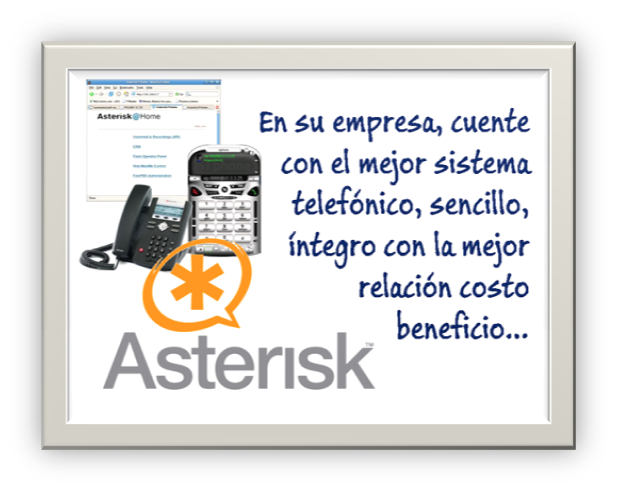 Asterisk@Home
En su empresa, cuente
con el mejor sistema
telefónico, sencillo,
íntegro con la mejor
relación costo
beneficio...
Asterisk™